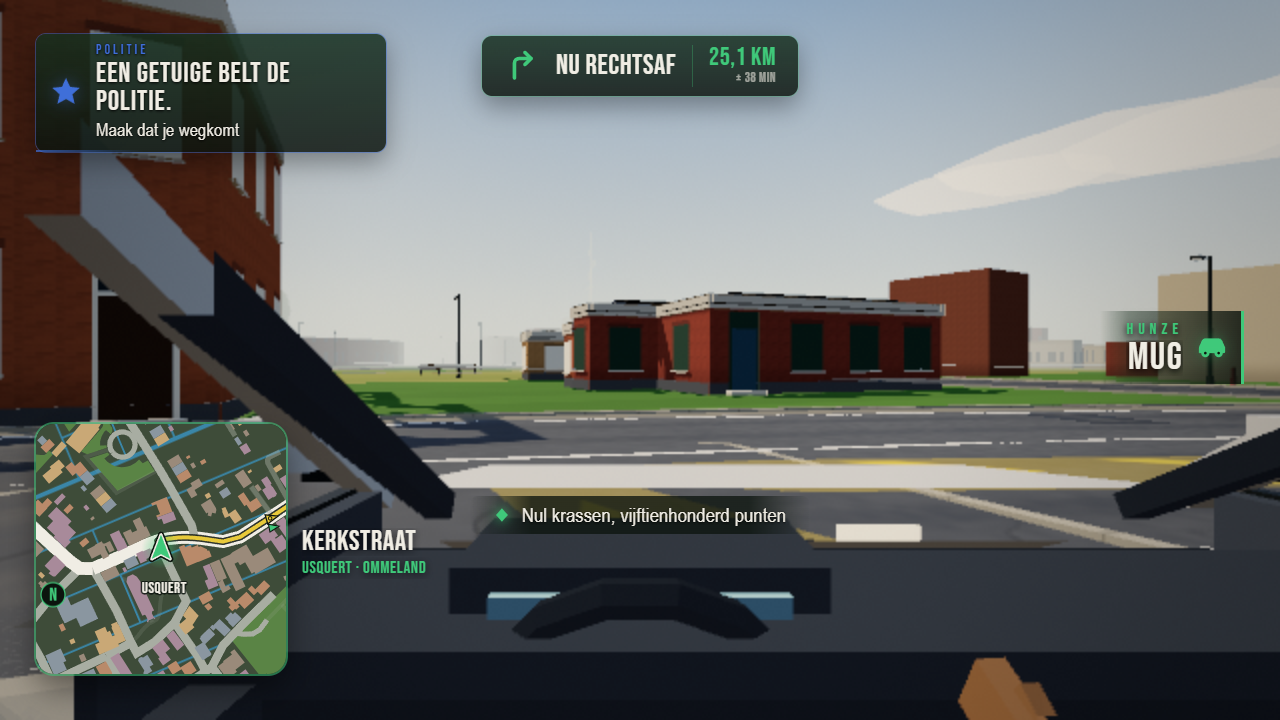 POLITIE
EEN GETUIGE BELT DE
POLITIE.
Maak dat je wegkomt
NU RECHTSAF
25,1 KM
± 38 MIN
HUNZE
MUG
Nul krassen, vijftienhonderd punten
KERKSTRAAT
USQUERT · OMMELAND
USQUERT
N